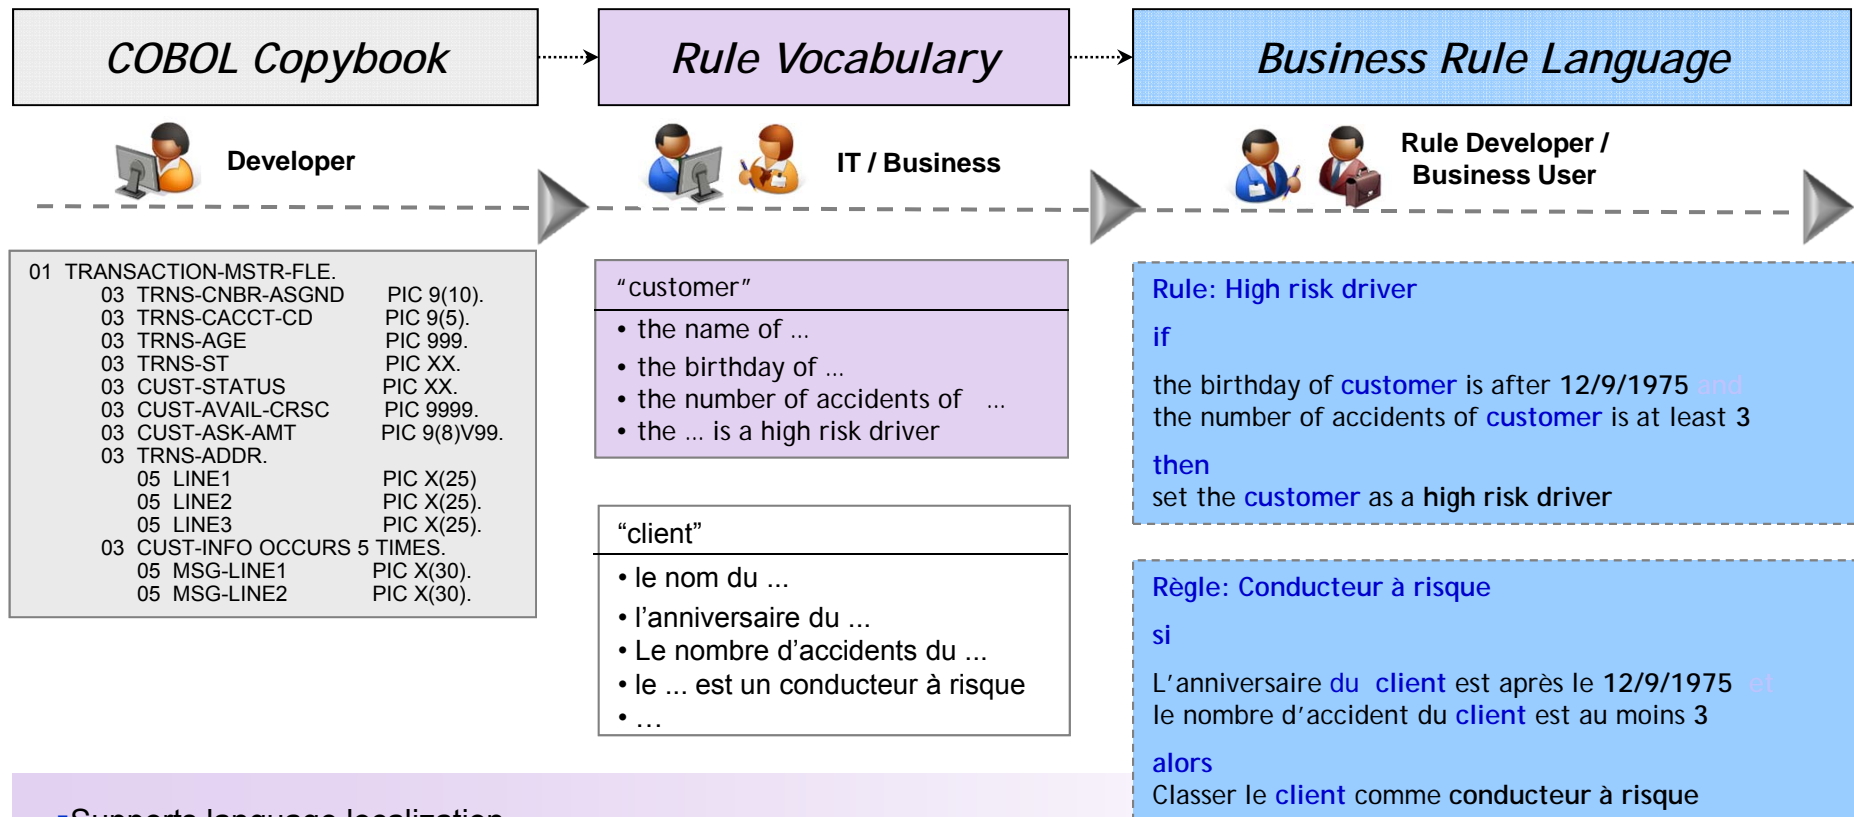 COBOL Copybook
Rule Vocabulary
Business Rule Language
Developer
IT / Business
Rule Developer /
Business User
01 TRANSACTION-MSTR-FLE.
03 TRNS-CNBR-ASGND PIC 9(10).
03 TRNS-CACCT-CD PIC 9(5).
03 TRNS-AGE PIC 999.
03 TRNS-ST PIC XX.
03 CUST-STATUS PIC XX.
03 CUST-AVAIL-CRSC PIC 9999.
03 CUST-ASK-AMT PIC 9(8)V99.
03 TRNS-ADDR.
05 LINE1 PIC X(25)
05 LINE2 PIC X(25).
05 LINE3 PIC X(25).
03 CUST-INFO OCCURS 5 TIMES.
05 MSG-LINE1 PIC X(30).
05 MSG-LINE2 PIC X(30).
“customer”
• the name of ...
• the birthday of ...
• the number of accidents of ...
• the ... is a high risk driver
“client”
• le nom du ...
• l’anniversaire du ...
• Le nombre d’accidents du ...
• le ... est un conducteur à risque
• ...
Rule: High risk driver
if
the birthday of customer is after 12/9/1975 and
the number of accidents of customer is at least 3
then
set the customer as a high risk driver
Règle: Conducteur à risque
si
L’anniversaire du client est après le 12/9/1975 et
le nombre d’accident du client est au moins 3
alors
Classer le client comme conducteur à risque
Supports language localization